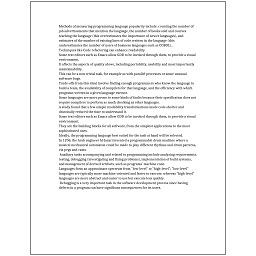 Methods of measuring programming language popularity include: counting the number of
job advertisements that mention the language, the number of books sold and courses
teaching the language (this overestimates the importance of newer languages), and
estimates of the number of existing lines of code written in the language (this
underestimates the number of users of business languages such as COBOL).
Techniques like Code refactoring can enhance readability.
Some text editors such as Emacs allow GDB to be invoked through them, to provide a visual
environment.
It affects the aspects of quality above, including portability, usability and most importantly
maintainability.
This can be a non-trivial task, for example as with parallel processes or some unusual
software bugs.
Trade-offs from this ideal involve finding enough programmers who know the language to
build a team, the availability of compilers for that language, and the efficiency with which
programs written in a given language execute.
Some languages are more prone to some kinds of faults because their specification does not
require compilers to perform as much checking as other languages.
A study found that a few simple readability transformations made code shorter and
drastically reduced the time to understand it.
Some text editors such as Emacs allow GDB to be invoked through them, to provide a visual
environment.
They are the building blocks for all software, from the simplest applications to the most
sophisticated ones.
Ideally, the programming language best suited for the task at hand will be selected.
In 1206, the Arab engineer Al-Jazari invented a programmable drum machine where a
musical mechanical automaton could be made to play different rhythms and drum patterns,
via pegs and cams.
Auxiliary tasks accompanying and related to programming include analyzing requirements,
testing, debugging (investigating and fixing problems), implementation of build systems,
and management of derived artifacts, such as programs' machine code.
Languages form an approximate spectrum from "low-level" to "high-level"; "low-level"
languages are typically more machine-oriented and faster to execute, whereas "high-level"
languages are more abstract and easier to use but execute less quickly.
Debugging is a very important task in the software development process since having
defects in a program can have significant consequences for its users.